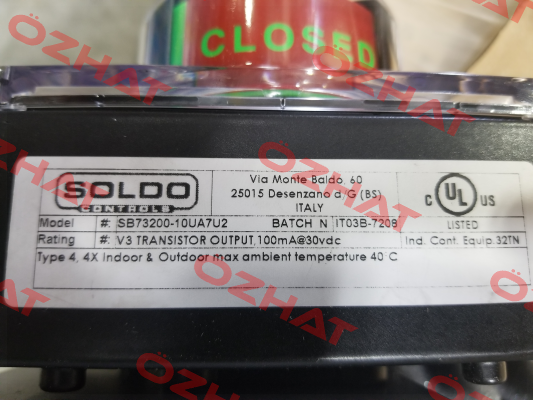 CLOSED
SOLDO
CONTROLS
Via Monte Baldo, 60
25015 Desenzano d. G (BS)
ITALY
C UL US
LISTED
Model #: SB73200-10UA7U2 BATCH N IT03B-7208
Rating #: V3 TRANSISTOR OUTPUT,100mA@30vdc Ind. Cont. Equip.32TN
Type 4, 4X Indoor & Outdoor max ambient temperature 40 C
OZHAT